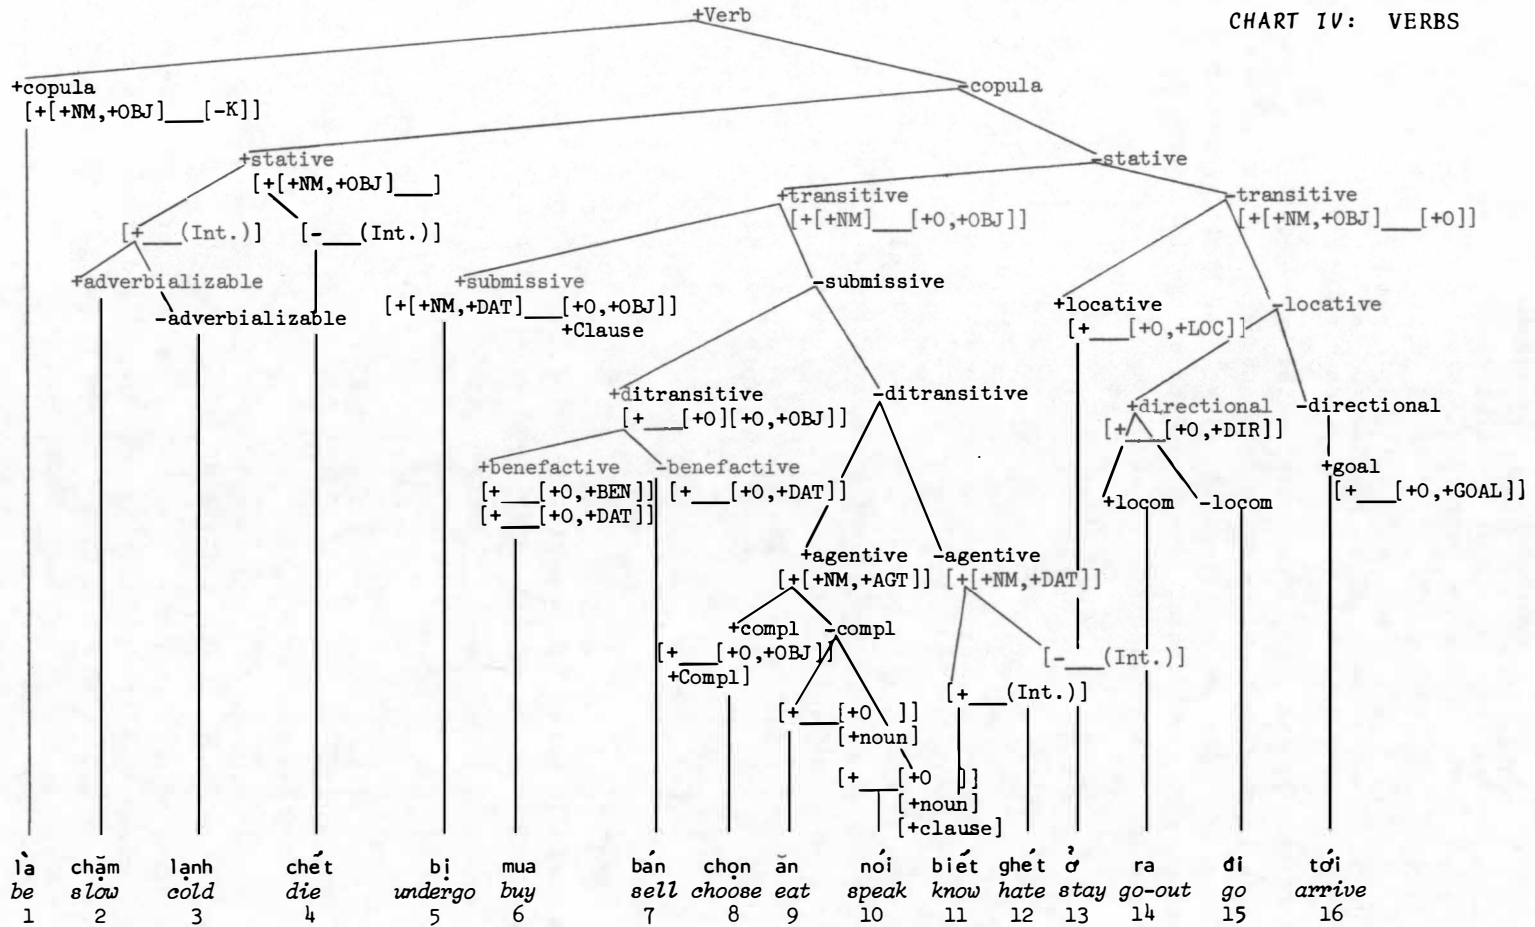 CHART IV: VERBS
+Verb
+copula
[+[+NM,+OBJ]___[-K]]
-copula
+stative
[+[+NM,+OBJ]___]
-stative
[+___(Int.)]
[-___(Int.)]
+adverbializable
-adverbializable
+transitive
[+[+NM]___[+O,+OBJ]]
-transitive
[+[+NM,+OBJ]___[+O]]
+submissive
[+[+NM,+DAT]___[+O,+OBJ]]
+Clause
-submissive
+locative
[+___[+O,+LOC]]
-locative
+ditransitive
[+___[+O][+O,+OBJ]]
-ditransitive
+directional
[+___[+O,+DIR]]
-directional
+benefactive
[+___[+O,+BEN]]
[+___[+O,+DAT]]
-benefactive
[+___[+O,+DAT]]
+goal
[+___[+O,+GOAL]]
+locom
-locom
+agentive
[+[+NM,+AGT]]
-agentive
[+[+NM,+DAT]]
+compl
[+___[+O,+OBJ]]
+Compl]
-compl
[-___(Int.)]
[+___(Int.)]
[+___[+O ]]
[+noun]
[+___[+O ]]
[+noun]
[+clause]
là chặm lạnh chết bị mua bán chọn ăn nói biết ghét ở ra đi tới
be slow cold die undergo buy sell choose eat speak know hate stay go-out go arrive
1 2 3 4 5 6 7 8 9 10 11 12 13 14 15 16